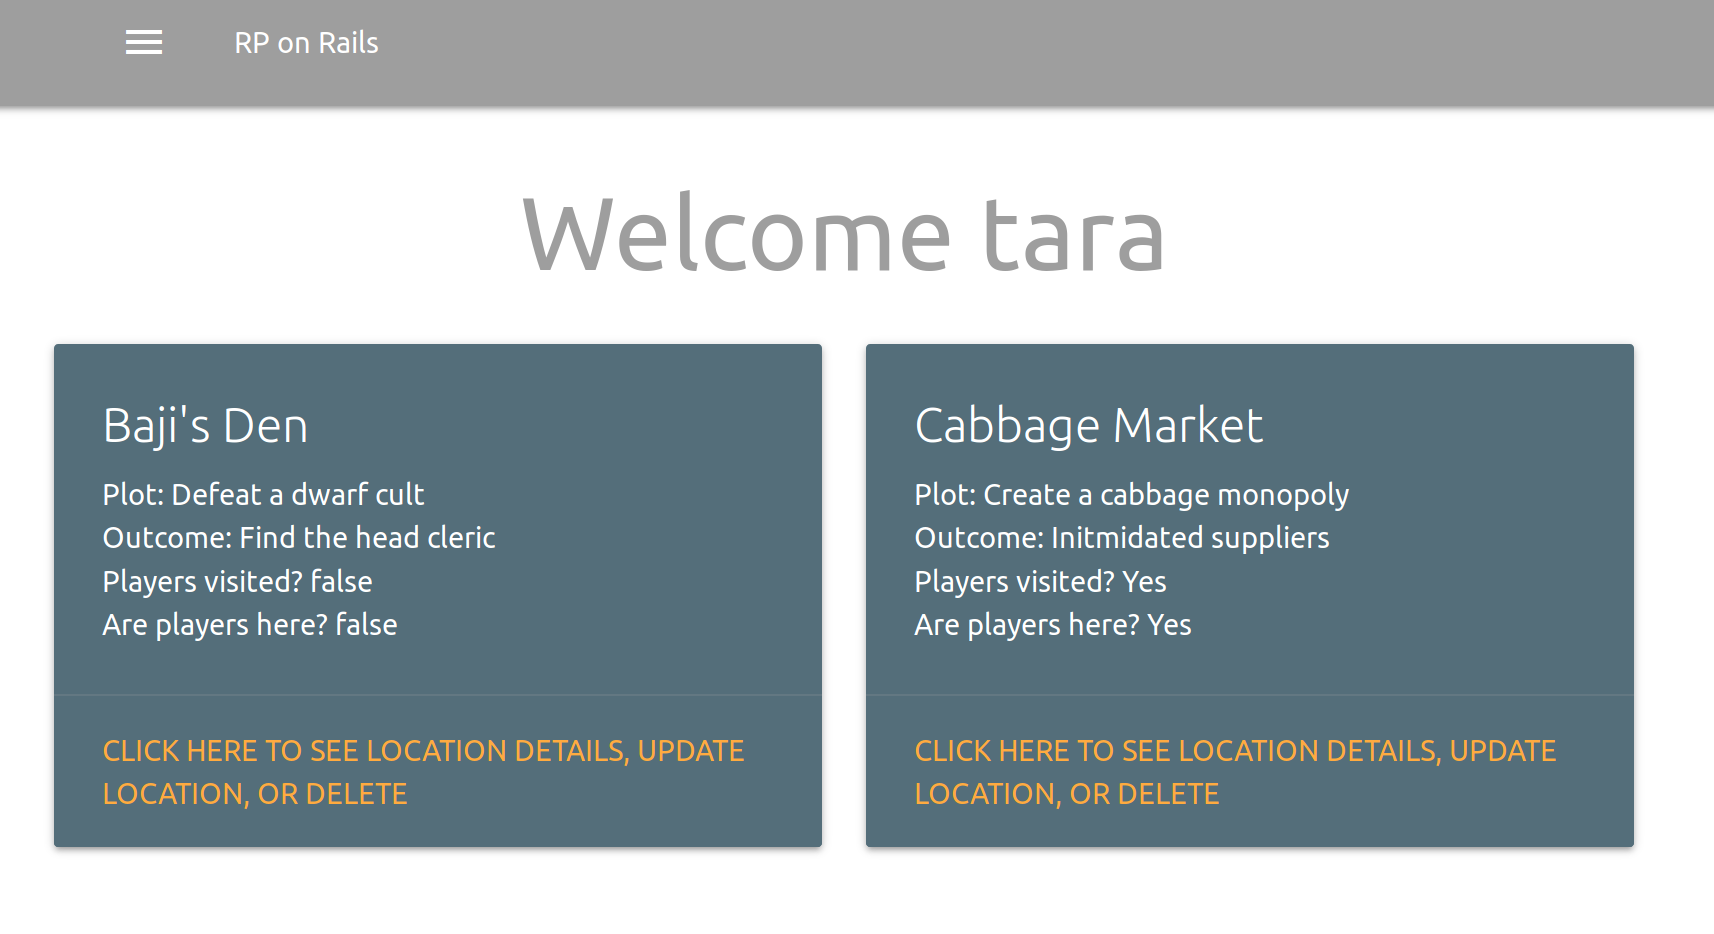 RP on Rails
Welcome tara
Baji's Den
Plot: Defeat a dwarf cult
Outcome: Find the head cleric
Players visited? false
Are players here? false
CLICK HERE TO SEE LOCATION DETAILS, UPDATE
LOCATION, OR DELETE
Cabbage Market
Plot: Create a cabbage monopoly
Outcome: Initmidated suppliers
Players visited? Yes
Are players here? Yes
CLICK HERE TO SEE LOCATION DETAILS, UPDATE
LOCATION, OR DELETE